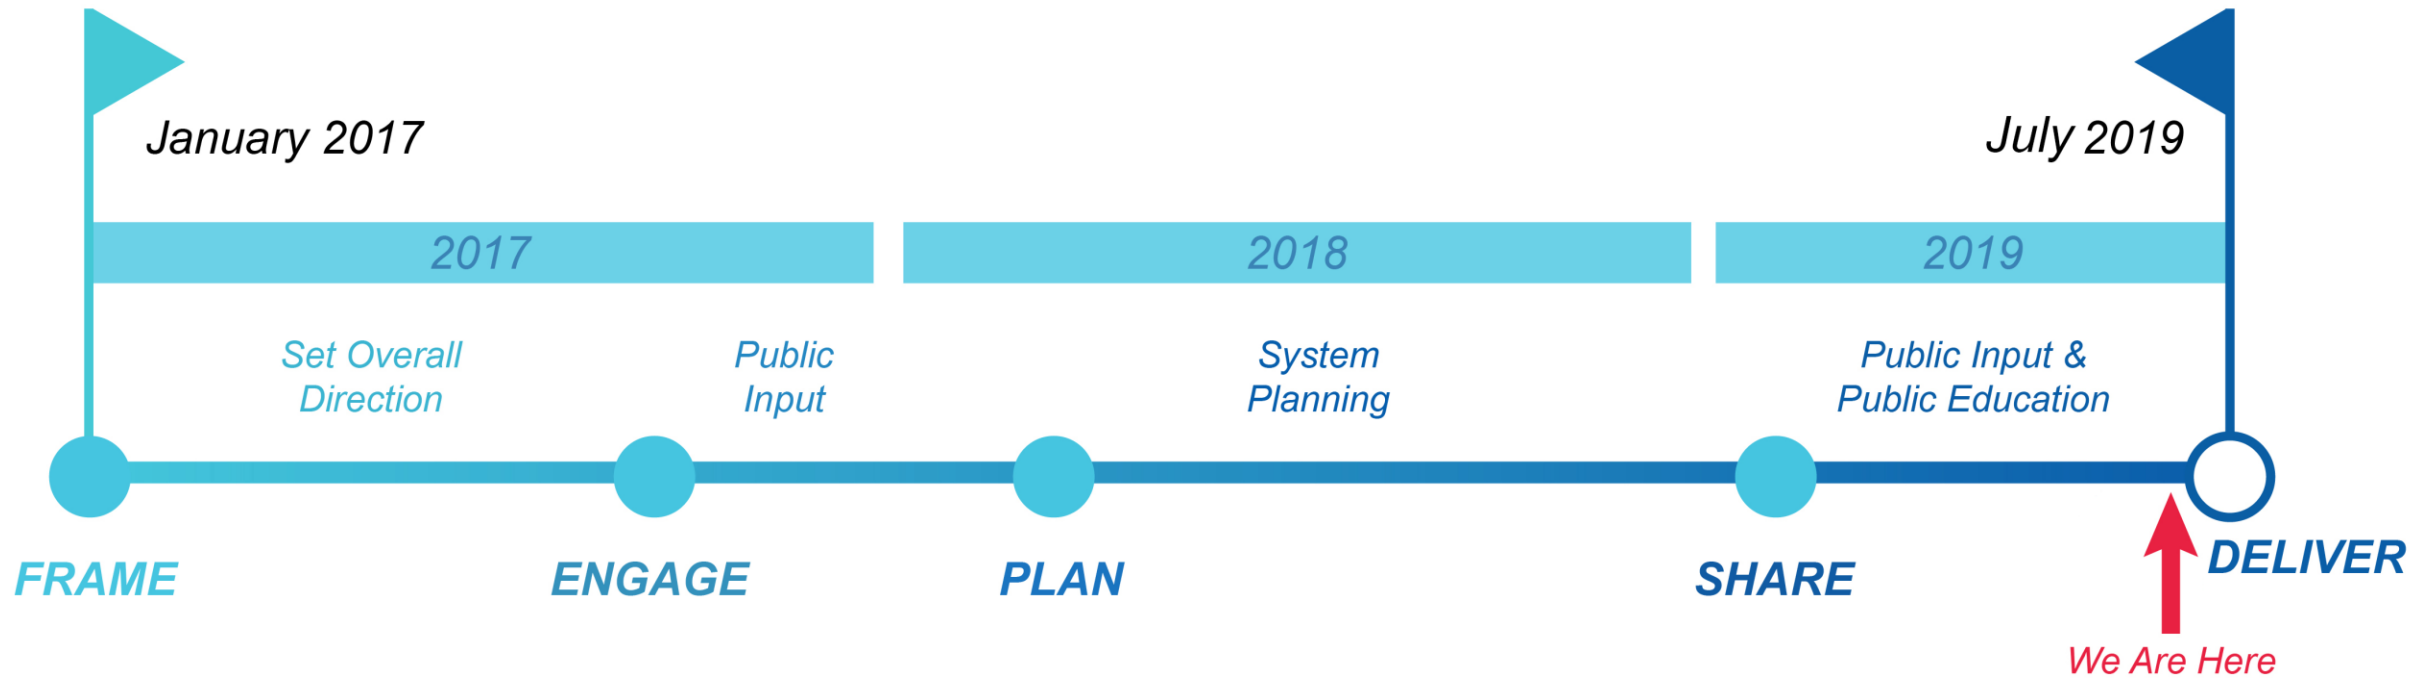 January 2017
July 2019
2017
2018
2019
Set Overall
Direction
Public
Input
System
Planning
Public Input &
Public Education
FRAME
ENGAGE
PLAN
SHARE
DELIVER
We Are Here